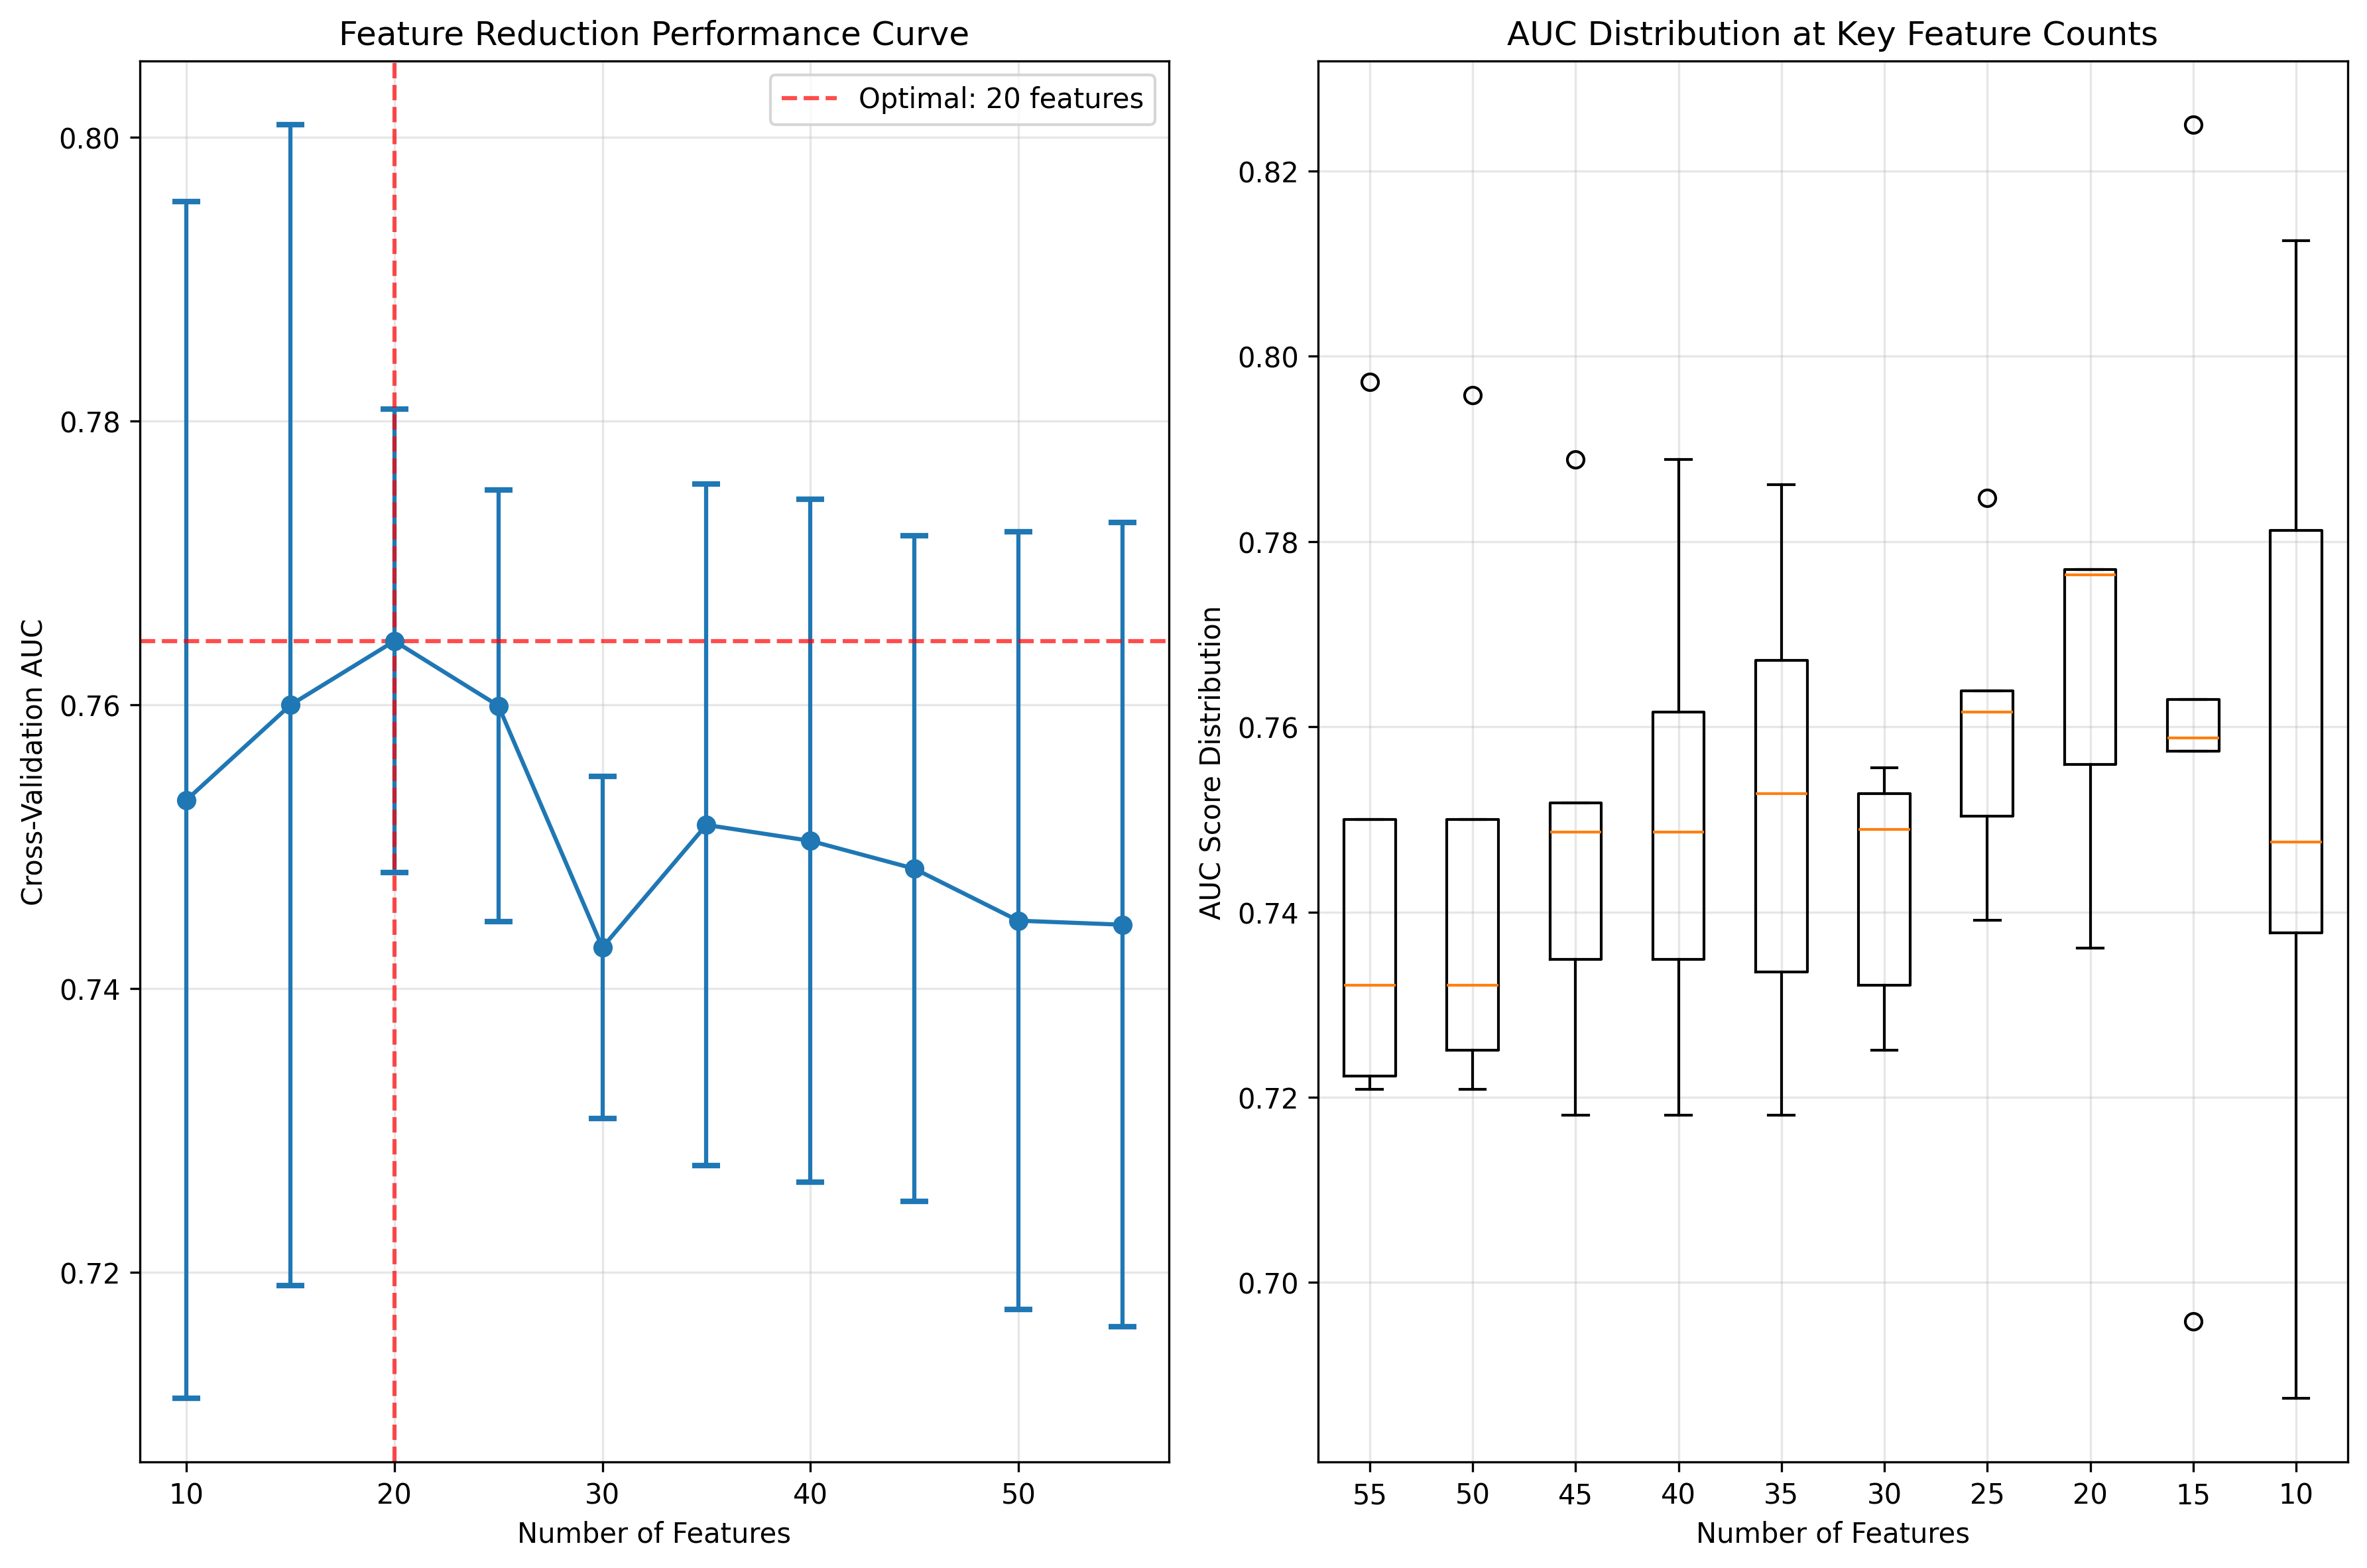 Feature Reduction Performance Curve
Optimal: 20 features
Cross-Validation AUC
0.80
0.78
0.76
0.74
0.72
10 20 30 40 50
Number of Features
AUC Distribution at Key Feature Counts
AUC Score Distribution
0.82
0.80
0.78
0.76
0.74
0.72
0.70
55 50 45 40 35 30 25 20 15 10
Number of Features